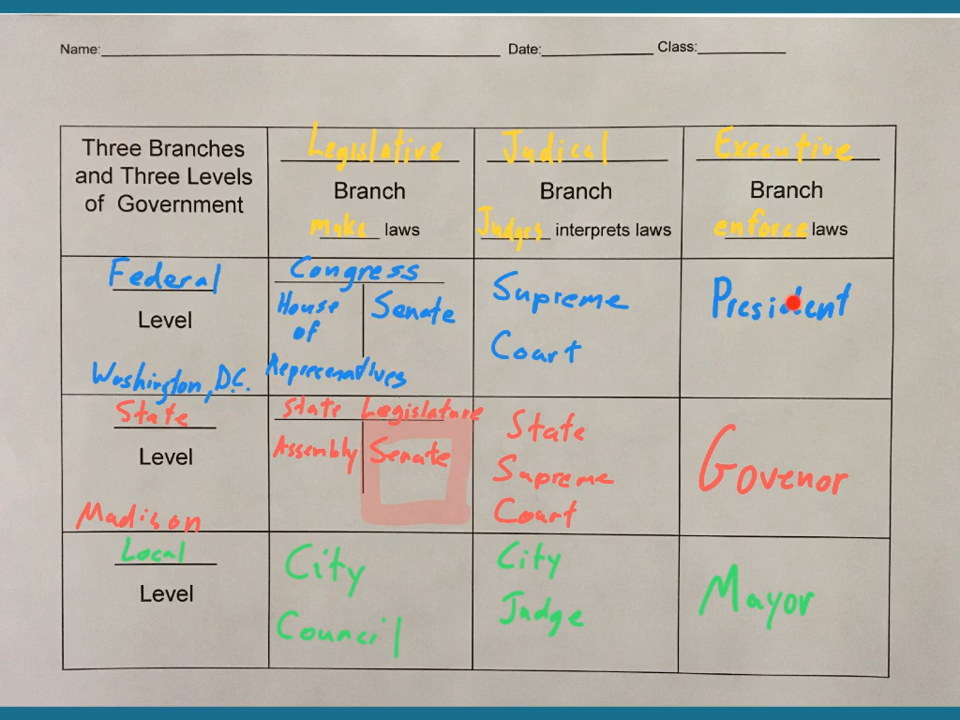 Name: Date: Class:
Three Branches
and Three Levels
of Government
Legislative
Branch
make laws
Judical
Branch
Judges interprets laws
Executive
Branch
enforce laws
Federal
Level
Washington, D.C.
Congress
House
of
Representatives
Senate
Supreme
Court
President
State
Level
Madison
State Legislature
Assembly
Senate
State
Supreme
Court
Govenor
Local
Level
City
Council
City
Judge
Mayor